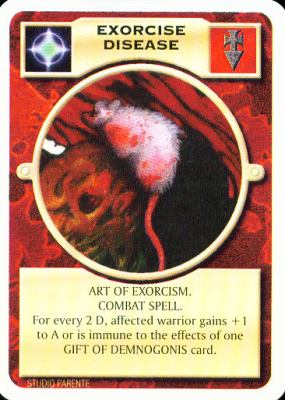 EXORCISE
DISEASE
ART OF EXORCISM.
COMBAT SPELL.
For every 2 D, affected warrior gains +1
to A or is immune to the effects of one
GIFT OF DEMNOGONIS card.
STUDIO PARENTE